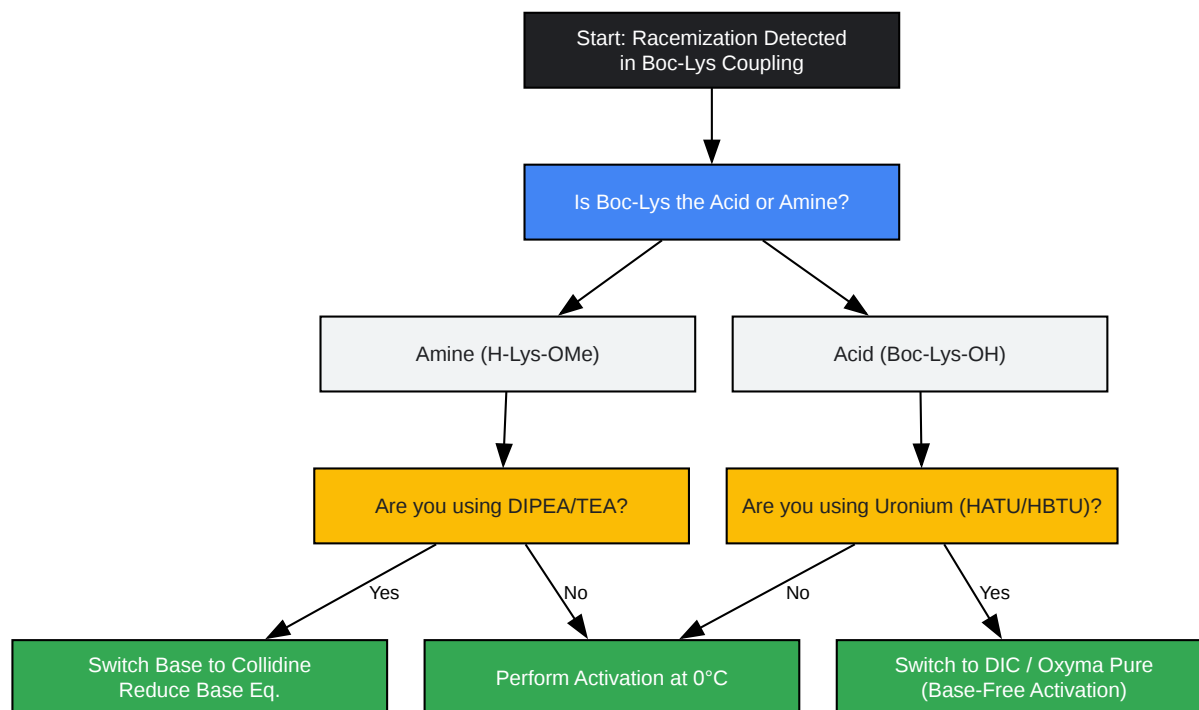 Start: Racemization Detected
in Boc-Lys Coupling
Is Boc-Lys the Acid or Amine?
Amine (H-Lys-OMe)
Acid (Boc-Lys-OH)
Are you using DIPEA/TEA?
Are you using Uronium (HATU/HBTU)?
Yes
No
No
Yes
Switch Base to Collidine
Reduce Base Eq.
Perform Activation at 0°C
Switch to DIC / Oxyma Pure
(Base-Free Activation)